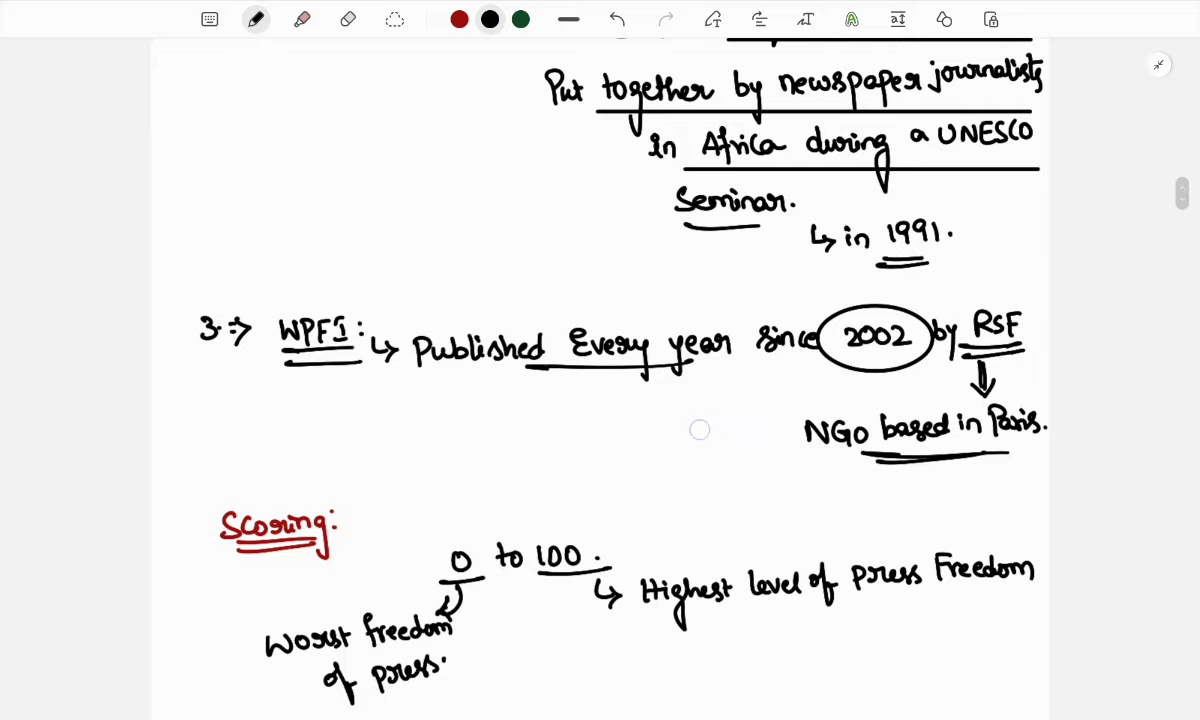 Put together by newspaper journalists
in Africa during a UNESCO
Seminar.
↳ in 1991.
3 ⇒ WPFI: ↳ Published Every year since 2002 by RSF
NGO based in Paris.
Scoring:
0 to 100.
↳ Highest level of press Freedom
Worst freedom
of press.